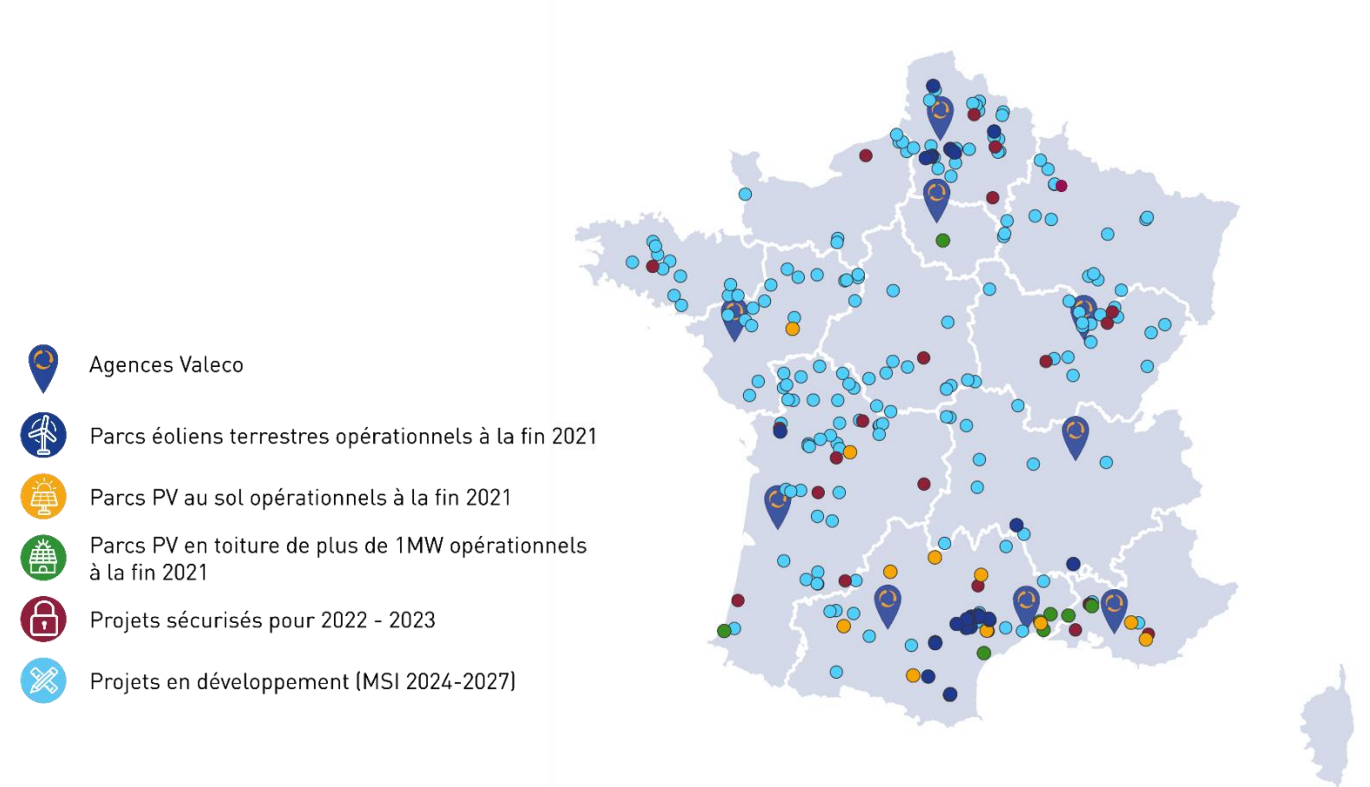 Agences Valeco
Parcs éoliens terrestres opérationnels à la fin 2021
Parcs PV au sol opérationnels à la fin 2021
Parcs PV en toiture de plus de 1MW opérationnels
à la fin 2021
Projets sécurisés pour 2022 - 2023
Projets en développement (MSI 2024-2027)